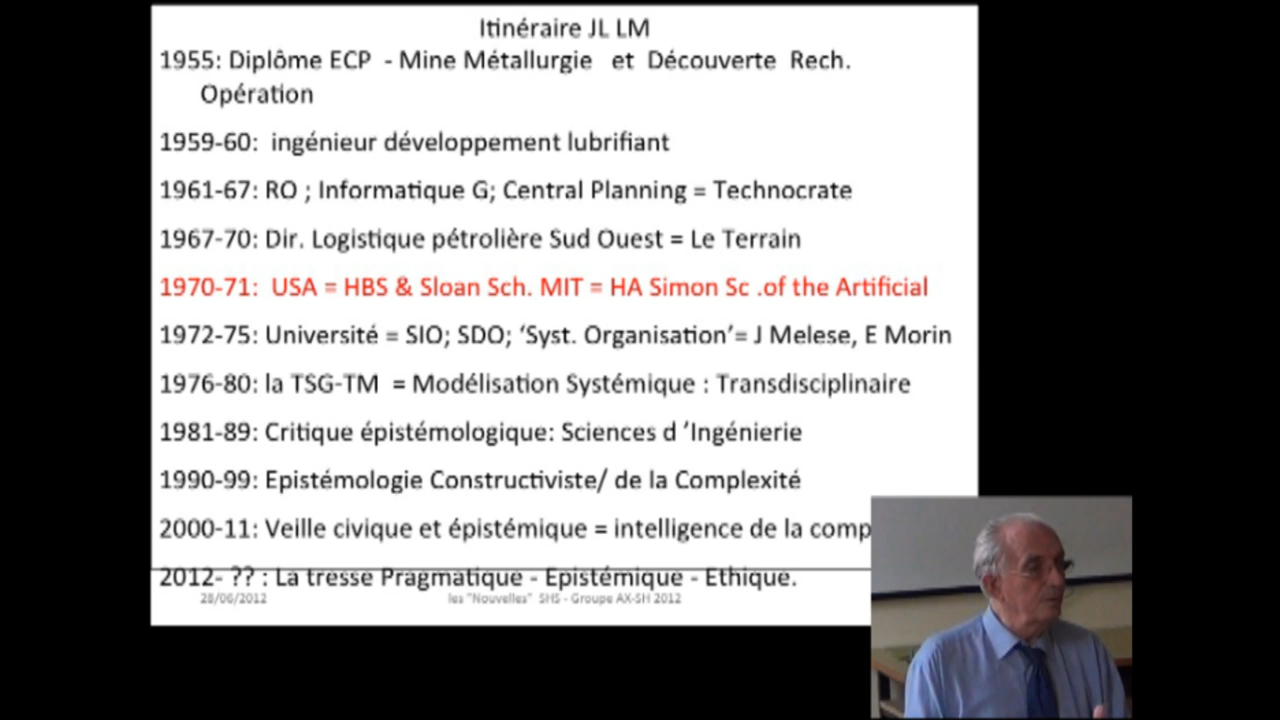 Itinéraire JL LM
1955: Diplôme ECP - Mine Métallurgie et Découverte Rech.
Opération
1959-60: ingénieur développement lubrifiant
1961-67: RO ; Informatique G; Central Planning = Technocrate
1967-70: Dir. Logistique pétrolière Sud Ouest = Le Terrain
1970-71: USA = HBS & Sloan Sch. MIT = HA Simon Sc .of the Artificial
1972-75: Université = SIO; SDO; ‘Syst. Organisation’= J Melese, E Morin
1976-80: la TSG-TM = Modélisation Systémique : Transdisciplinaire
1981-89: Critique épistémologique: Sciences d ’Ingénierie
1990-99: Epistémologie Constructiviste/ de la Complexité
2000-11: Veille civique et épistémique = intelligence de la comp
2012- ?? : La tresse Pragmatique - Epistémique - Ethique.
28/06/2012 les "Nouvelles" SHS - Groupe AX-SH 2012